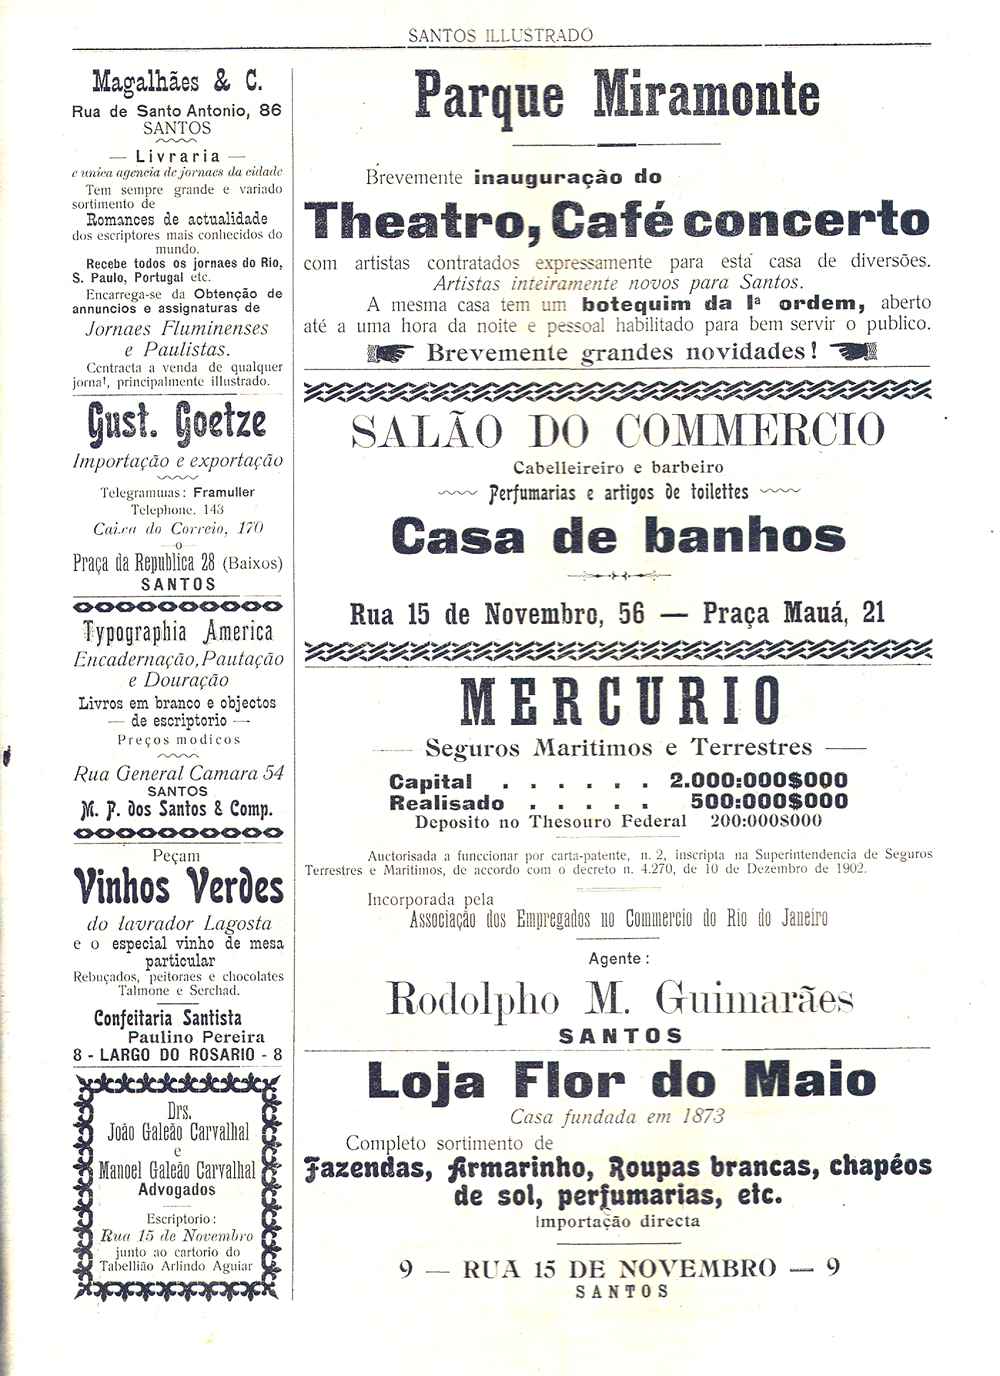 SANTOS ILLUSTRADO
Magalhães & C.
Rua de Santo Antonio, 86
SANTOS
— Livraria —
e unica agencia de jornaes da cidade
Tem sempre grande e variado
sortimento de
Romances de actualidade
dos escriptores mais conhecidos do
mundo.
Recebe todos os jornaes do Rio,
S. Paulo, Portugal etc.
Encarrega-se da Obtenção de
annuncios e assignaturas de
Jornaes Fluminenses
e Paulistas.
Centracta a venda de qualquer
jornal, principalmente illustrado.
Gust. Goetze
Importação e exportação
Telegrammas: Framuller
Telephone. 143
Caixa do Correio, 170
—o—
Praça da Republica 28 (Baixos)
SANTOS
Typographia America
Encadernação, Pautação
e Douração
Livros em branco e objectos
— de escriptorio —
Preços modicos
Rua General Camara 54
SANTOS
M. P. dos Santos & Comp.
Peçam
Vinhos Verdes
do lavrador Lagosta
e o especial vinho de mesa
particular
Rebuçados, peitoraes e chocolates
Talmone e Serchad.
Confeitaria Santista
Paulino Pereira
8 - LARGO DO ROSARIO - 8
Drs.
João Galeão Carvalhal
e
Manoel Galeão Carvalhal
Advogados
Escriptorio:
Rua 15 de Novembro
junto ao cartorio do
Tabellião Arlindo Aguiar
Parque Miramonte
Brevemente inauguração do
Theatro, Café concerto
com artistas contratados expressamente para está casa de diversões.
Artistas inteiramente novos para Santos.
A mesma casa tem um botequim da 1ª ordem, aberto
até a uma hora da noite e pessoal habilitado para bem servir o publico.
Brevemente grandes novidades!
SALÃO DO COMMERCIO
Cabelleireiro e barbeiro
Perfumarias e artigos de toilettes
Casa de banhos
Rua 15 de Novembro, 56 — Praça Mauá, 21
MERCURIO
Seguros Maritimos e Terrestres
Capital . . . . . . 2.000:000$000
Realisado . . . . . 500:000$000
Deposito no Thesouro Federal 200:000$000
Auctorisada a funccionar por carta-patente, n. 2, inscripta na Superintendencia de Seguros
Terrestres e Maritimos, de accordo com o decreto n. 4.270, de 10 de Dezembro de 1902.
Incorporada pela
Associação dos Empregados no Commercio do Rio do Janeiro
Agente:
Rodolpho M. Guimarães
SANTOS
Loja Flor do Maio
Casa fundada em 1873
Completo sortimento de
Fazendas, Armarinho, Roupas brancas, chapéos
de sol, perfumarias, etc.
Importação directa
9 — RUA 15 DE NOVEMBRO — 9
SANTOS